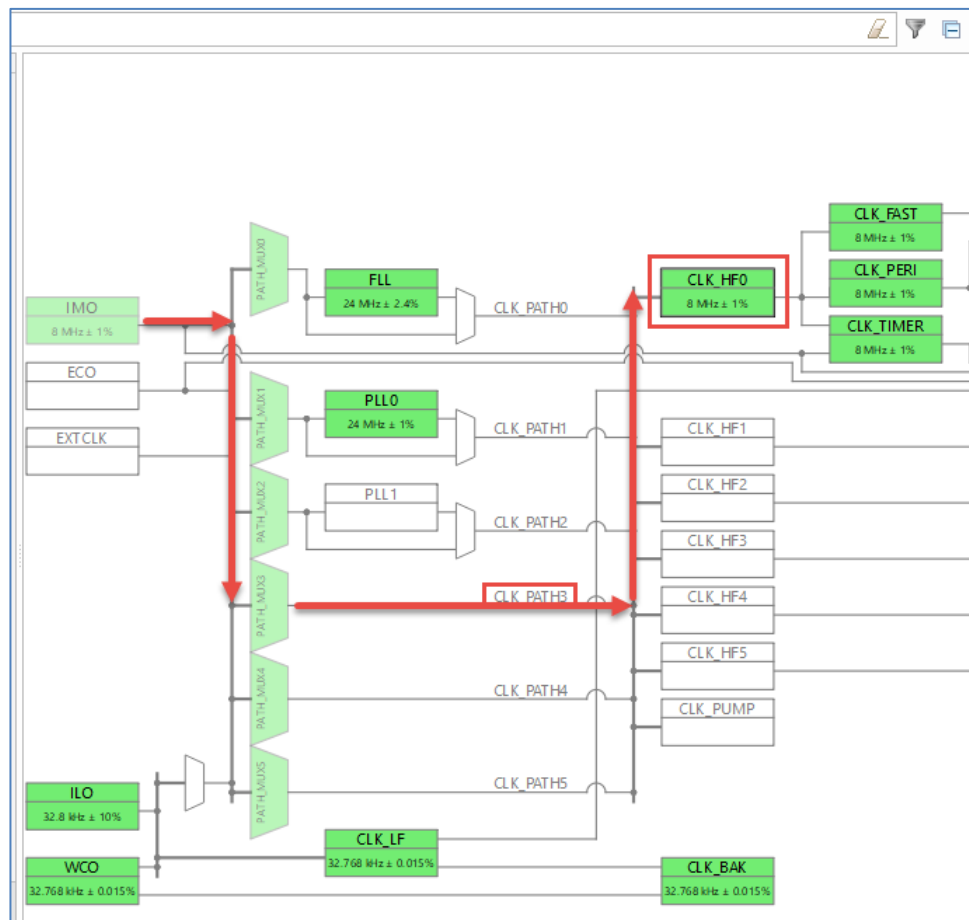 CLK_FAST
8 MHz ± 1%
PATH_MUX0
FLL
24 MHz ± 2.4%
CLK_PATH0
CLK_HF0
8 MHz ± 1%
CLK_PERI
8 MHz ± 1%
IMO
8 MHz ± 1%
CLK_TIMER
8 MHz ± 1%
ECO
PATH_MUX1
PLL0
24 MHz ± 1%
CLK_PATH1
CLK_HF1
EXTCLK
PATH_MUX2
PLL1
CLK_PATH2
CLK_HF2
CLK_HF3
PATH_MUX3
CLK_PATH3
CLK_HF4
CLK_HF5
PATH_MUX4
CLK_PATH4
CLK_PUMP
PATH_MUX5
CLK_PATH5
ILO
32.8 kHz ± 10%
CLK_LF
32.768 kHz ± 0.015%
WCO
32.768 kHz ± 0.015%
CLK_BAK
32.768 kHz ± 0.015%